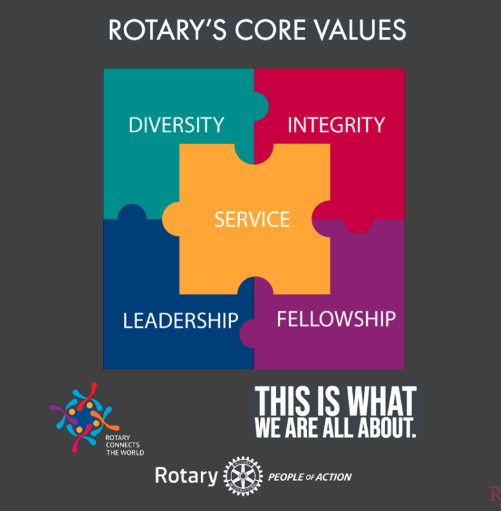 ROTARY'S CORE VALUES
DIVERSITY
INTEGRITY
SERVICE
LEADERSHIP
FELLOWSHIP
ROTARY
CONNECTS
THE WORLD
THIS IS WHAT
WE ARE ALL ABOUT.
Rotary PEOPLE OF ACTION